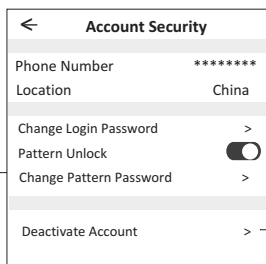 Account Security
Phone Number ********
Location China
Change Login Password >
Pattern Unlock
Change Pattern Password >
Deactivate Account >